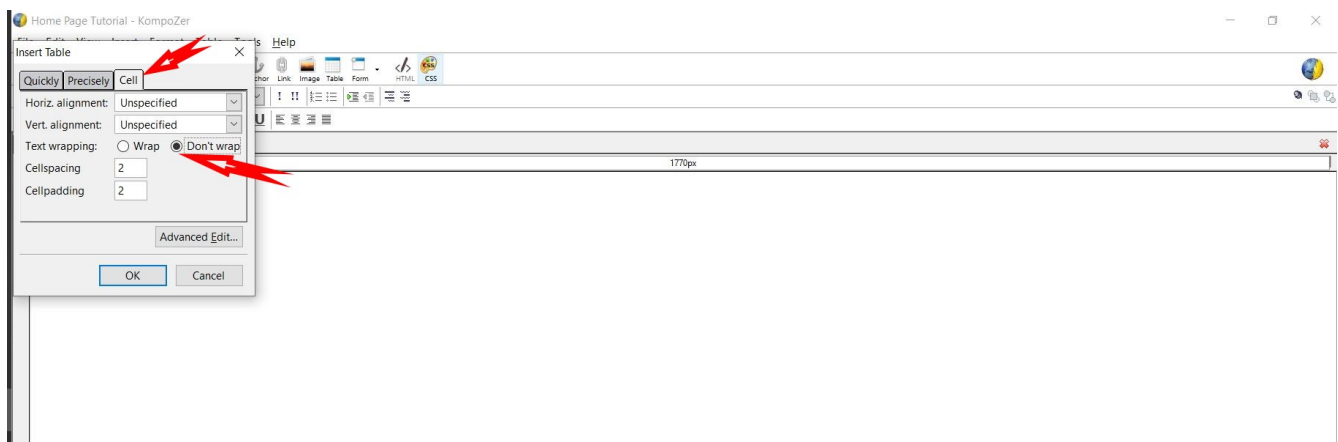 Home Page Tutorial - KompoZer
Help
Insert Table
Link Image Table Form HTML CSS
Quickly Precisely Cell
Horiz. alignment: Unspecified
! !!
Vert. alignment: Unspecified
U
Text wrapping: Wrap Don't wrap
1770px
Cellspacing 2
Cellpadding 2
Advanced Edit...
OK Cancel